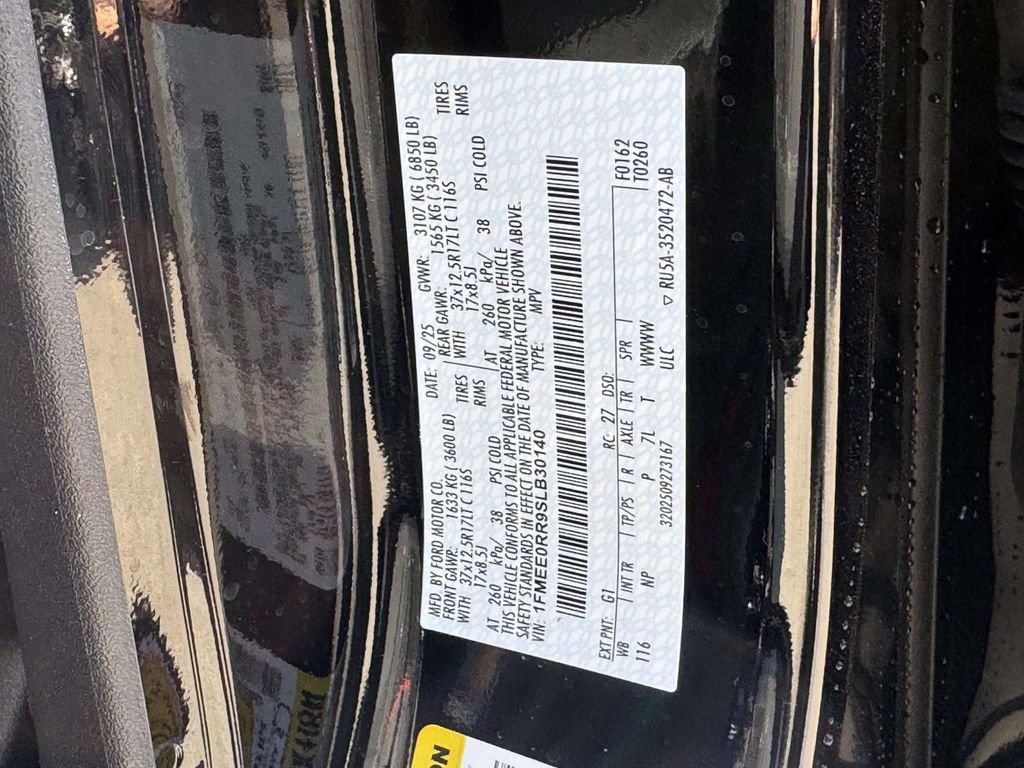 MFD. BY FORD MOTOR CO.
DATE: 09/25 GVWR: 3107 KG ( 6850 LB)
FRONT GAWR: 1633 KG ( 3600 LB) REAR GAWR: 1565 KG ( 3450 LB)
WITH 37x12.5R17LT C 116S TIRES WITH 37x12.5R17LT C 116S TIRES
17x8.5J RIMS 17x8.5J RIMS
AT 260 kPa/ 38 PSI COLD AT 260 kPa/ 38 PSI COLD
THIS VEHICLE CONFORMS TO ALL APPLICABLE FEDERAL MOTOR VEHICLE
SAFETY STANDARDS IN EFFECT ON THE DATE OF MANUFACTURE SHOWN ABOVE.
VIN: 1FMEE0RR9SLB30140 TYPE: MPV
EXT PNT: G1 RC: 27 DSO: F0162
WB | INT TR | TP/PS | R | AXLE | TR | SPR | T0260
116 MP P 7L T WWWW
3202509273167 ULC ▽ RU5A-3520472-AB
ON